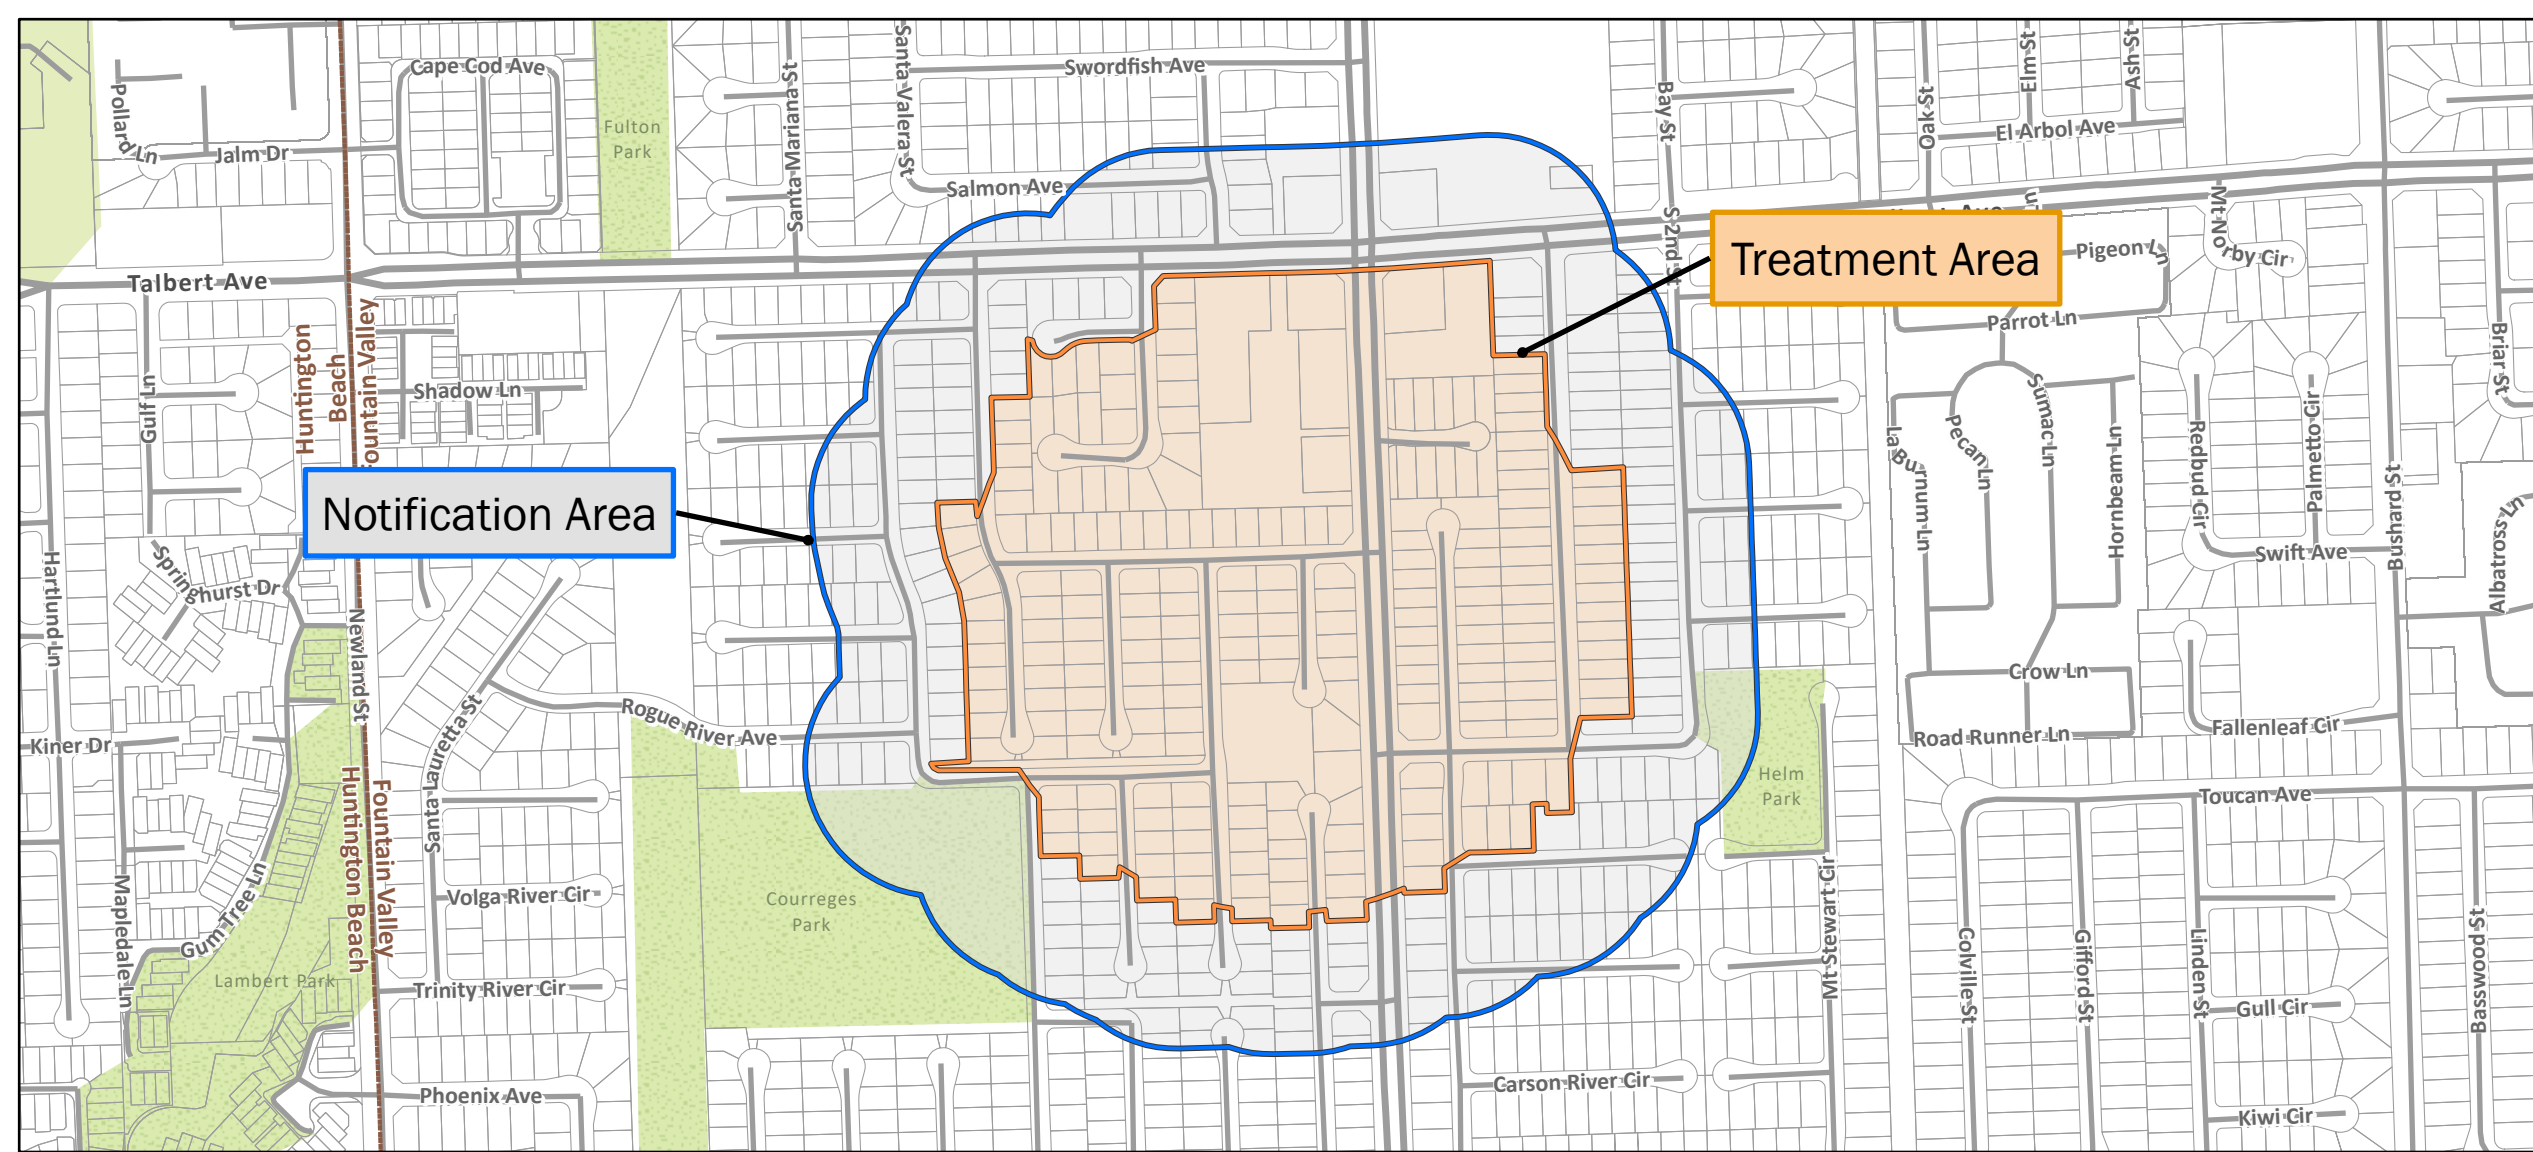 Cape Cod Ave
Santa Mariana St
Santa Valera St
Swordfish Ave
Bay St
Oak St
Elm St
Ash St
Pollard Ln
Jalm Dr
Fulton
Park
El Arbol Ave
Salmon Ave
S 2nd St
Treatment Area
Mt Norby Cir
Pigeon Ln
Talbert Ave
Huntington
Beach
Fountain Valley
Parrot Ln
Briar St
Gulf Ln
Shadow Ln
La Burnum Ln
Pecan Ln
Sumac Ln
Hornbeam Ln
Redbud Cir
Palmetto Cir
Bushard St
Notification Area
Hartlund Ln
Springhurst Dr
Swift Ave
Albatross Ln
Newland St
Santa Lauretta St
Rogue River Ave
Crow Ln
Kiner Dr
Road Runner Ln
Fallenleaf Cir
Helm
Park
Toucan Ave
Huntington Beach
Fountain Valley
Mapledale Ln
Gum Tree Ln
Volga River Cir
Courreges
Park
Mt Stewart Cir
Colville St
Gifford St
Linden St
Basswood St
Lambert Park
Trinity River Cir
Gull Cir
Phoenix Ave
Carson River Cir
Kiwi Cir